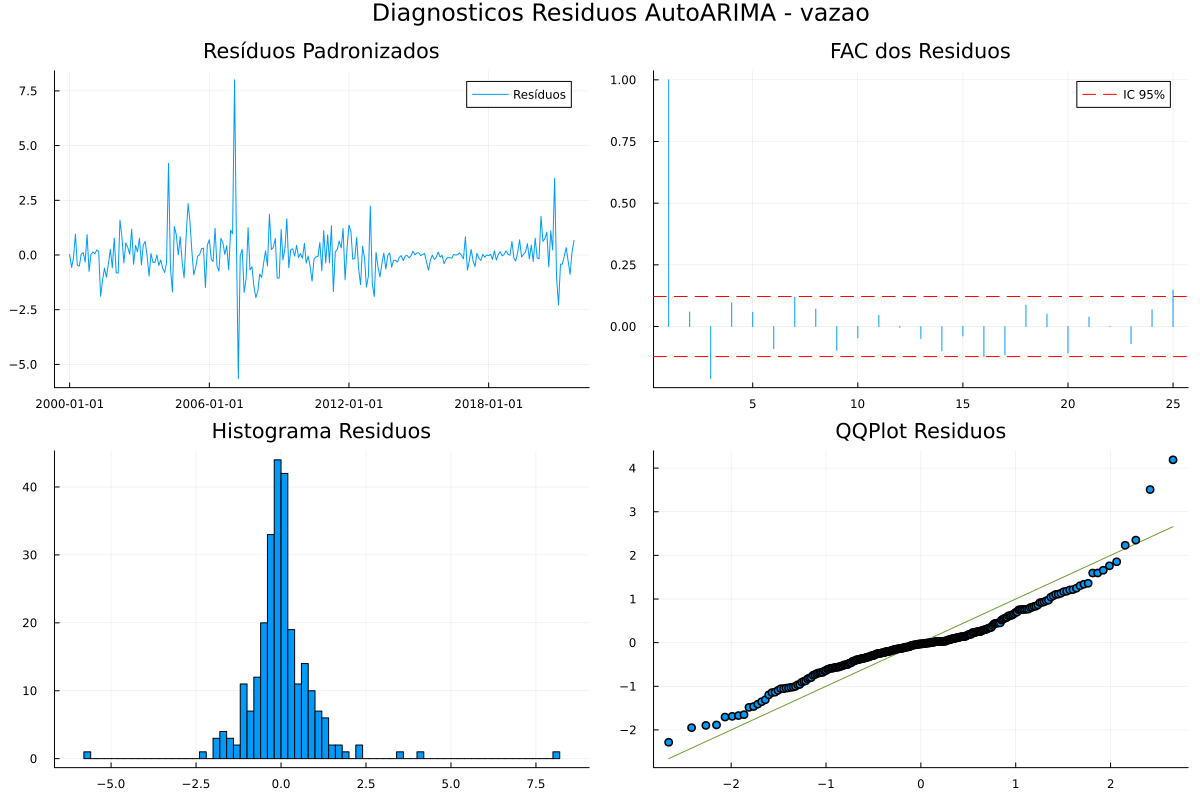 Diagnosticos Residuos AutoARIMA - vazao
Resíduos Padronizados
7.5
5.0
2.5
0.0
−2.5
−5.0
Resíduos
2000-01-01 2006-01-01 2012-01-01 2018-01-01
FAC dos Residuos
1.00
0.75
0.50
0.25
0.00
IC 95%
5 10 15 20 25
Histograma Residuos
40
30
20
10
0
−5.0 −2.5 0.0 2.5 5.0 7.5
QQPlot Residuos
4
3
2
1
0
−1
−2
−2 −1 0 1 2